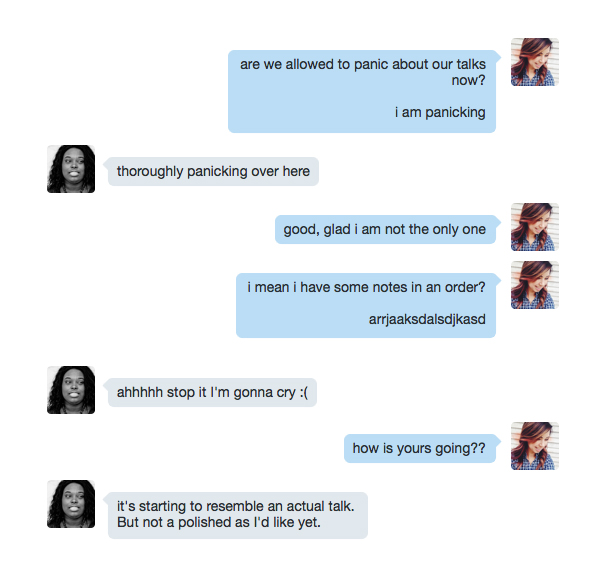 are we allowed to panic about our talks
now?
i am panicking
thoroughly panicking over here
good, glad i am not the only one
i mean i have some notes in an order?
arrjaaksdalsdjkasd
ahhhhh stop it I'm gonna cry :(
how is yours going??
it's starting to resemble an actual talk.
But not a polished as I'd like yet.